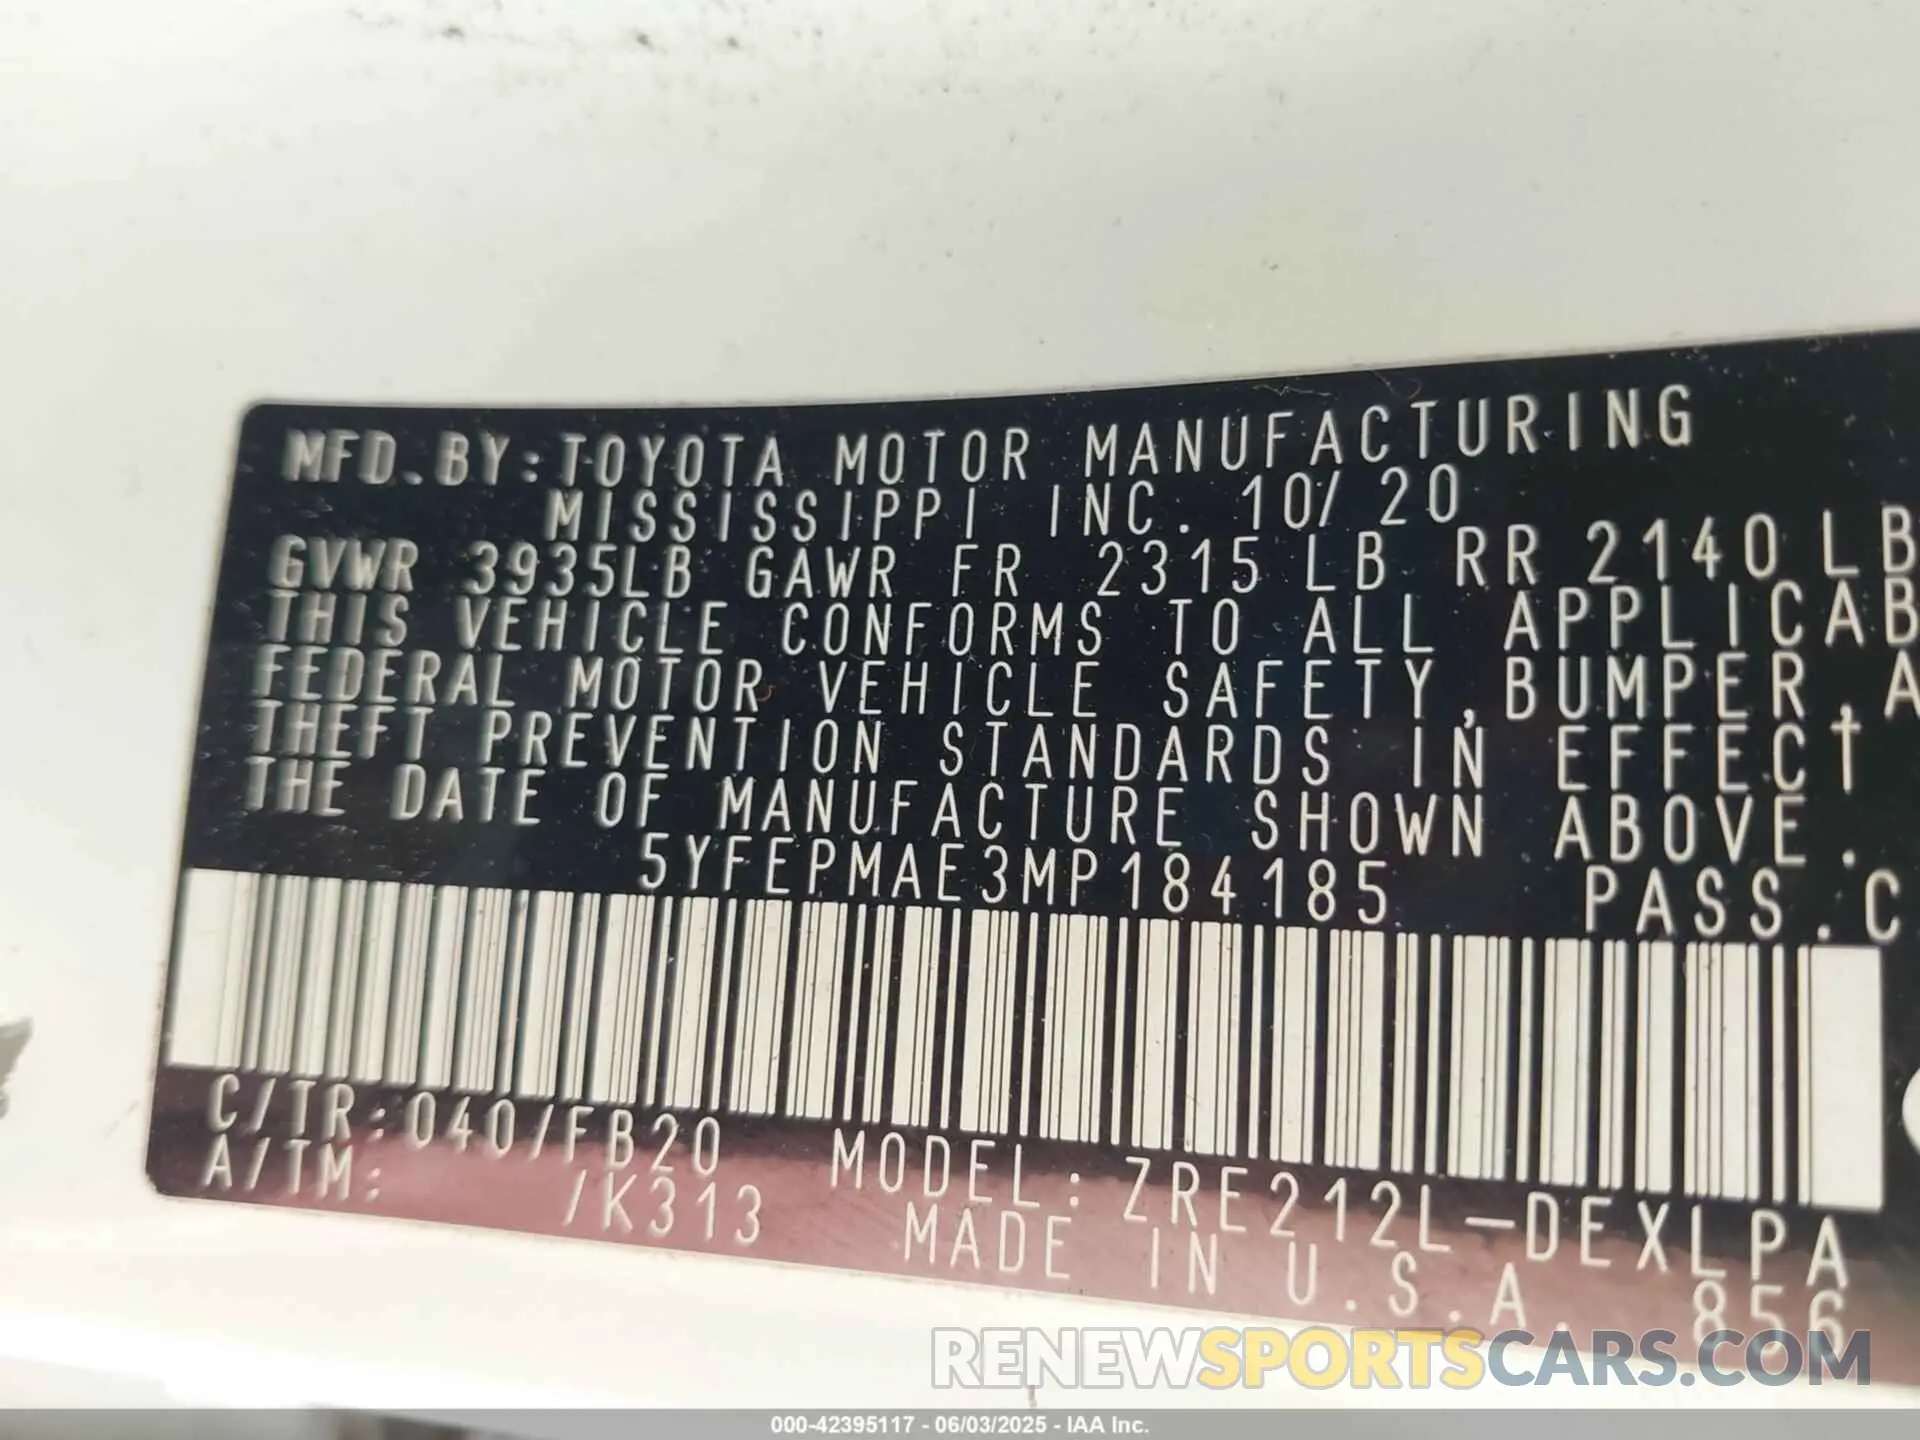 MFD.BY:TOYOTA MOTOR MANUFACTURING
MISSISSIPPI INC. 10/ 20
GVWR 3935LB GAWR FR 2315 LB RR 2140 LB
THIS VEHICLE CONFORMS TO ALL APPLICAB
FEDERAL MOTOR VEHICLE SAFETY,BUMPER,A
THEFT PREVENTION STANDARDS IN EFFECT
THE DATE OF MANUFACTURE SHOWN ABOVE.
5YFEPMAE3MP184185 PASS.C
C/TR:040/FB20 MODEL:ZRE212L-DEXLPA
A/TM: /K313 MADE IN U.S.A. 856
RENEWSPORTSCARS.COM
000-42395117 - 06/03/2025 - IAA Inc.